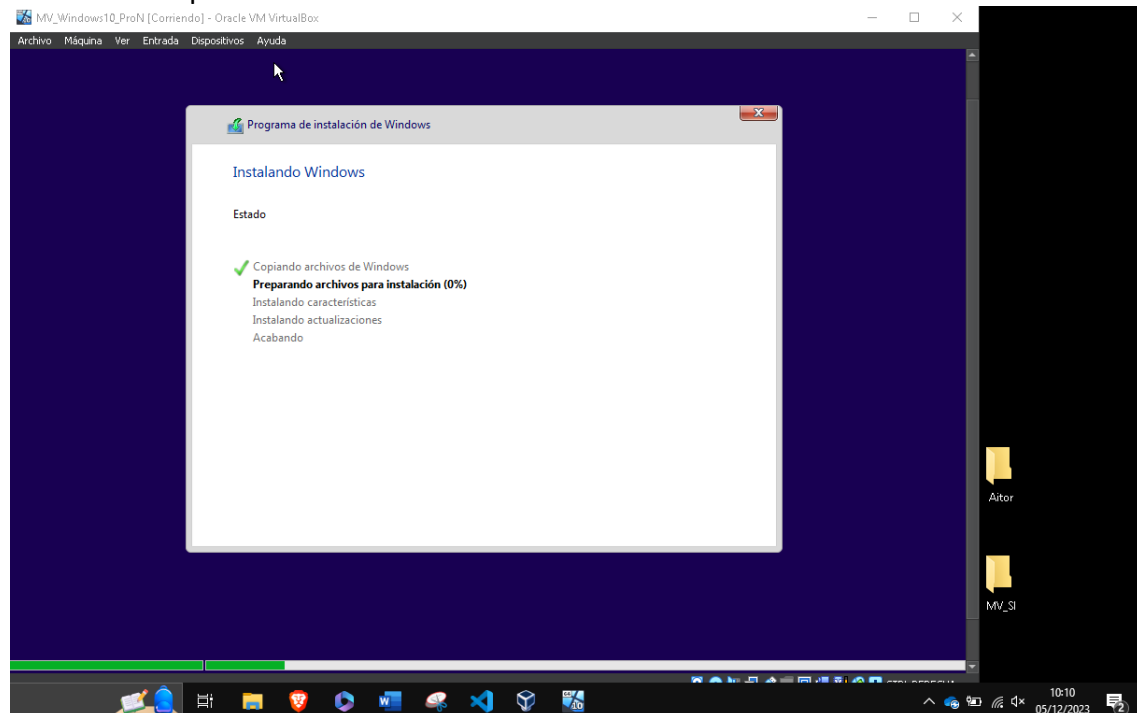 MV_Windows10_ProN [Corriendo] - Oracle VM VirtualBox
Archivo Máquina Ver Entrada Dispositivos Ayuda
Programa de instalación de Windows
Instalando Windows
Estado
Copiando archivos de Windows
Preparando archivos para instalación (0%)
Instalando características
Instalando actualizaciones
Acabando
Aitor
MV_SI
10:10
05/12/2023
2